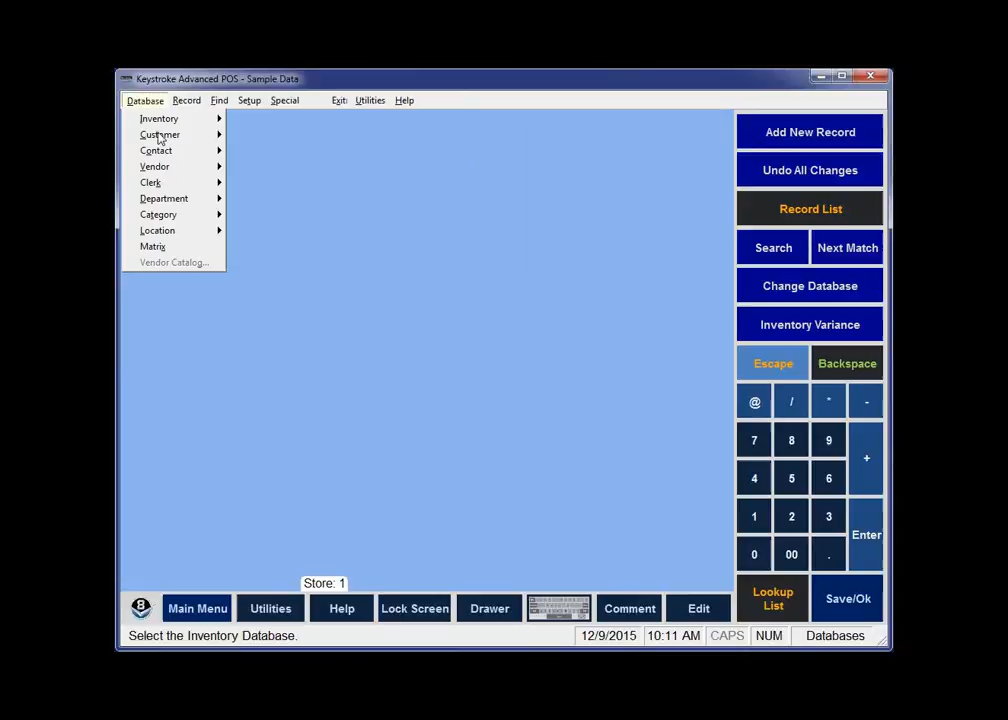 Keystroke Advanced POS - Sample Data
Database Record Find Setup Special Exit Utilities Help
Inventory
Customer
Contact
Vendor
Clerk
Department
Category
Location
Matrix
Vendor Catalog...
Add New Record
Undo All Changes
Record List
Search Next Match
Change Database
Inventory Variance
Escape Backspace
@ / * -
7 8 9 +
4 5 6
1 2 3 Enter
0 00 .
Lookup List
Save/Ok
Store: 1
8 Main Menu Utilities Help Lock Screen Drawer Comment Edit
Select the Inventory Database. 12/9/2015 10:11 AM CAPS NUM Databases